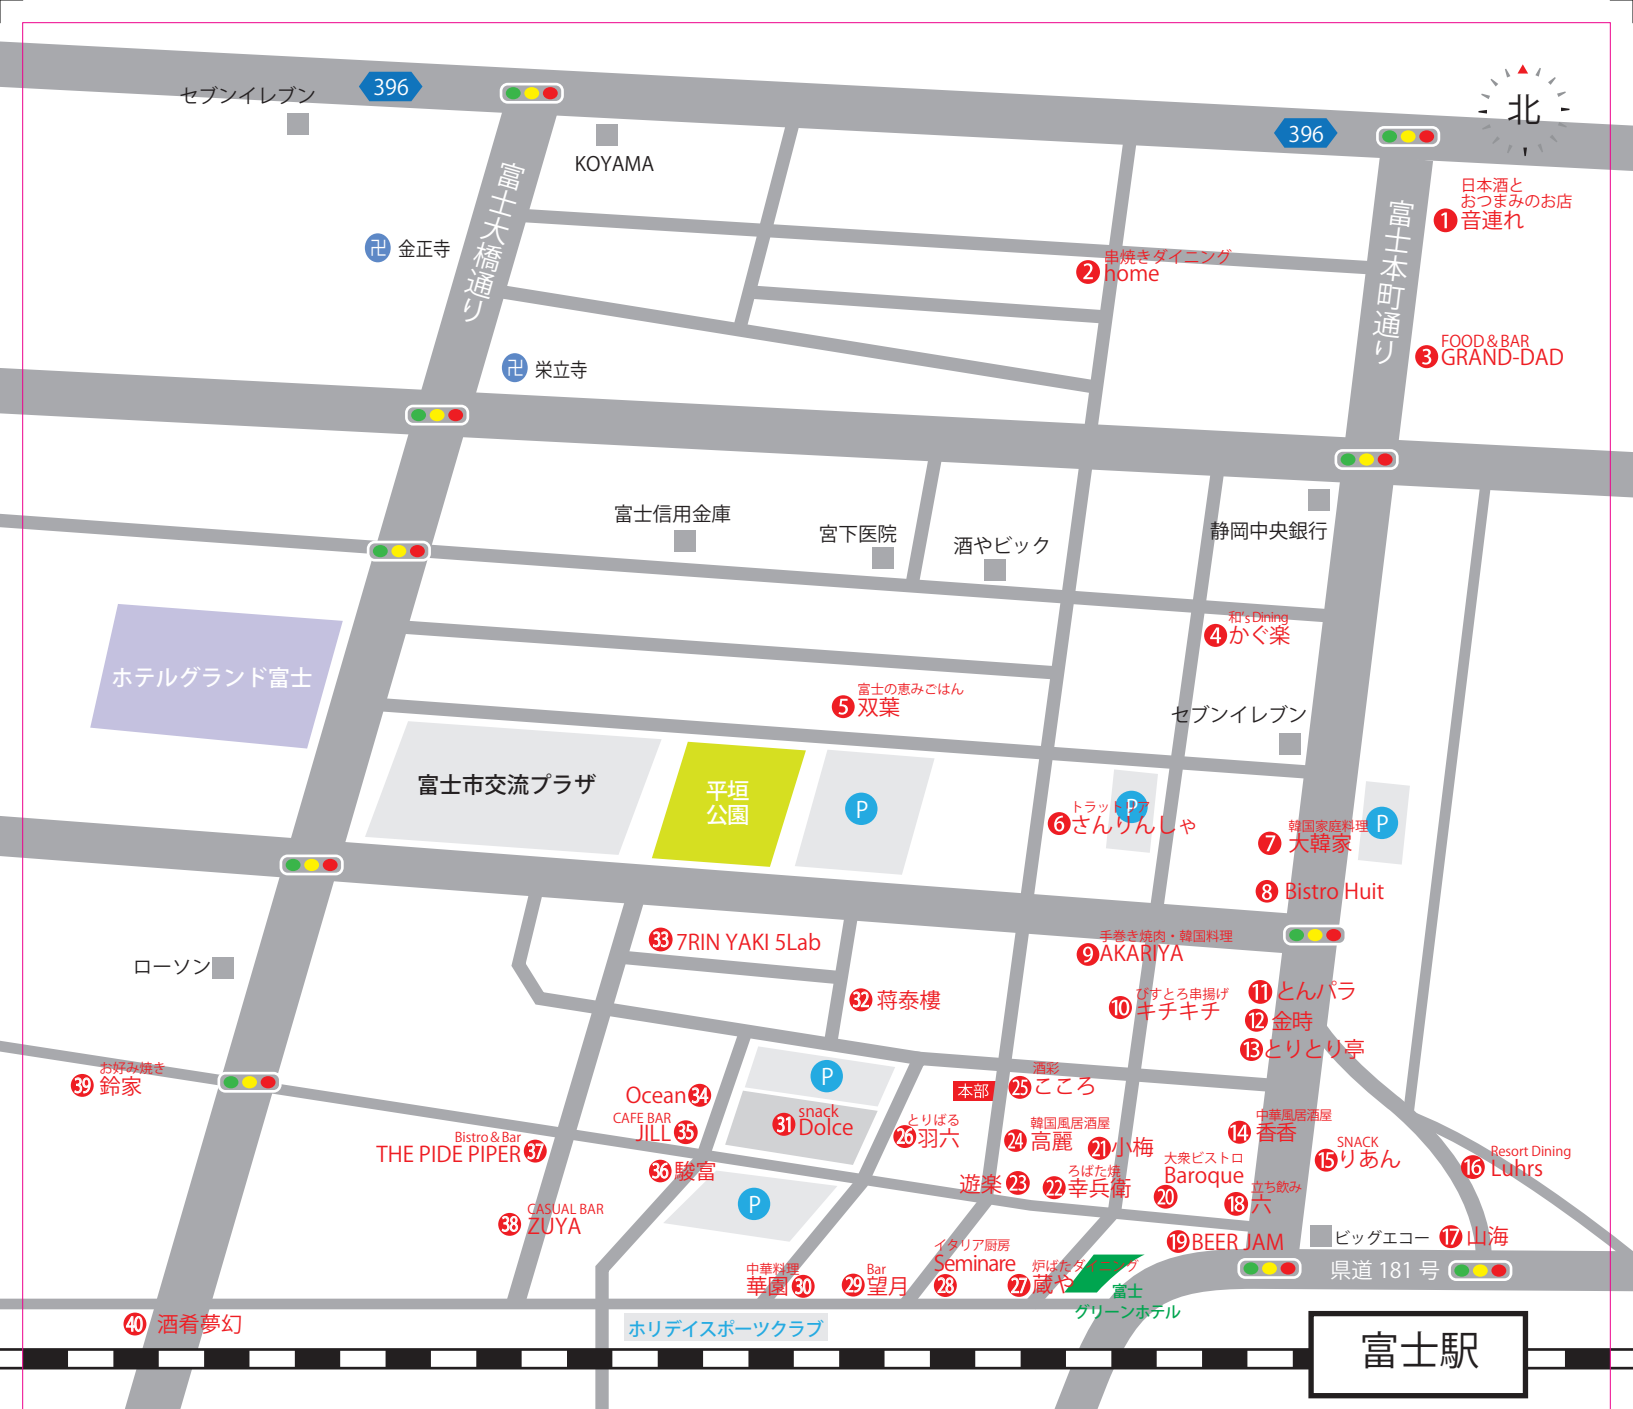 セブンイレブン
396
KOYAMA
396
北
富士大橋通り
富士本町通り
日本酒と
おつまみのお店
1 音連れ
卍 金正寺
串焼きダイニング
2 home
FOOD & BAR
3 GRAND-DAD
卍 栄立寺
富士信用金庫
宮下医院
酒やビック
静岡中央銀行
和's Dining
4 かぐ楽
ホテルグランド富士
富士の恵みごはん
5 双葉
セブンイレブン
富士市交流プラザ
平垣
公園
P
P
P
トラットリア
6 さんりんしゃ
韓国家庭料理
7 大韓家
8 Bistro Huit
33 7RIN YAKI 5Lab
手巻き焼肉・韓国料理
9 AKARIYA
ローソン
32 蒋泰樓
びすとろ串揚げ
10 キチキチ
11 とんパラ
12 金時
13 とりとり亭
お好み焼き
39 鈴家
Ocean 34
P
本部
酒彩
25 こころ
CAFE BAR
JILL 35
snack
31 Dolce
とりばる
26 羽六
韓国風居酒屋
24 高麗
21 小梅
中華風居酒屋
14 香香
Bistro & Bar
THE PIDE PIPER 37
36 駿富
大衆ビストロ
Baroque
20
SNACK
15 りあん
Resort Dining
16 Luhrs
遊楽 23
ろばた焼
22 幸兵衛
立ち飲み
18 六
CASUAL BAR
38 ZUYA
P
19 BEER JAM
ビッグエコー
17 山海
中華料理
華園 30
Bar
29 望月
イタリア厨房
Seminare
28
炉ばたダイニング
27 蔵や
富士
グリーンホテル
県道 181 号
40 酒肴夢幻
ホリデイスポーツクラブ
富士駅